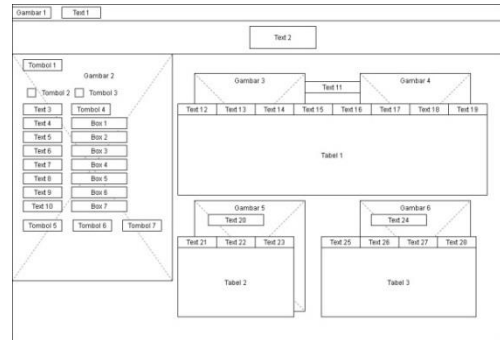 Gambar 1 Text 1
Text 2
Tombol 1
Gambar 2
Tombol 2 Tombol 3
Text 3 Tombol 4
Text 4 Box 1
Text 5 Box 2
Text 6 Box 3
Text 7 Box 4
Text 8 Box 5
Text 9 Box 6
Text 10 Box 7
Tombol 5 Tombol 6 Tombol 7
Gambar 3 Text 11 Gambar 4
Text 12 Text 13 Text 14 Text 15 Text 16 Text 17 Text 18 Text 19
Tabel 1
Gambar 5
Text 20
Text 21 Text 22 Text 23
Tabel 2
Gambar 6
Text 24
Text 25 Text 26 Text 27 Text 28
Tabel 3